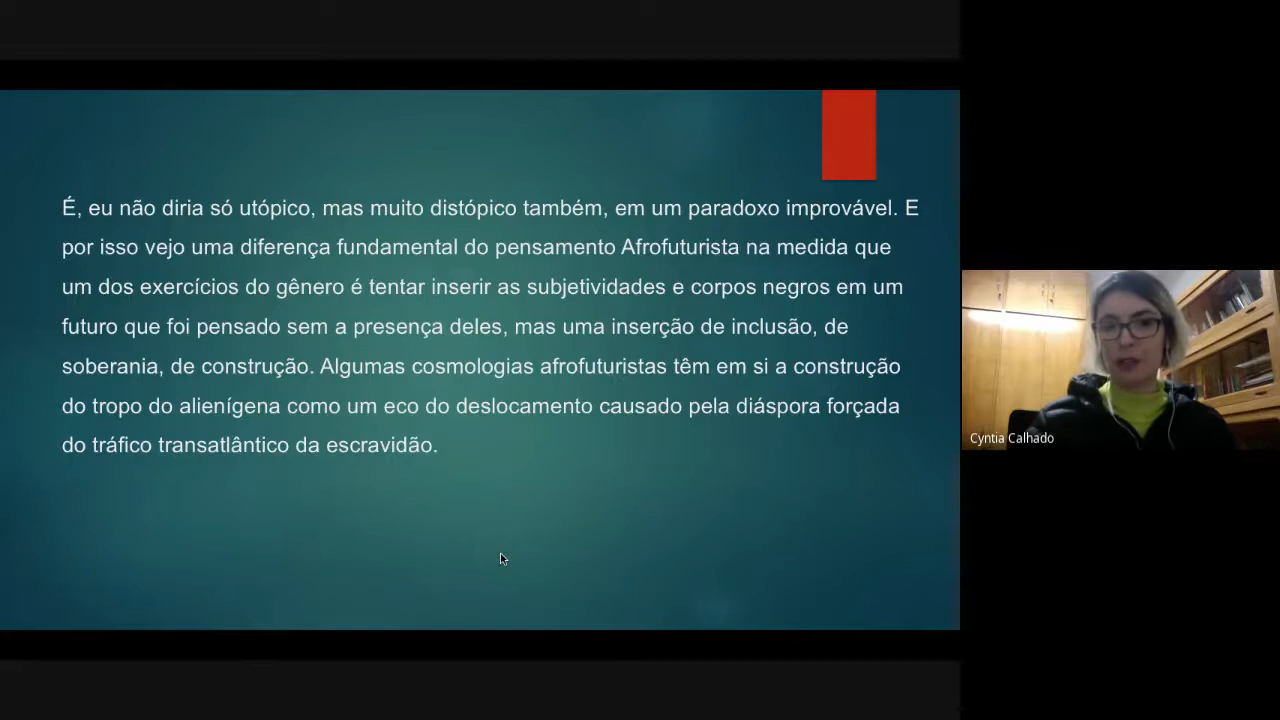 É, eu não diria só utópico, mas muito distópico também, em um paradoxo improvável. E
por isso vejo uma diferença fundamental do pensamento Afrofuturista na medida que
um dos exercícios do gênero é tentar inserir as subjetividades e corpos negros em um
futuro que foi pensado sem a presença deles, mas uma inserção de inclusão, de
soberania, de construção. Algumas cosmologias afrofuturistas têm em si a construção
do tropo do alienígena como um eco do deslocamento causado pela diáspora forçada
do tráfico transatlântico da escravidão.
Cyntia Calhado